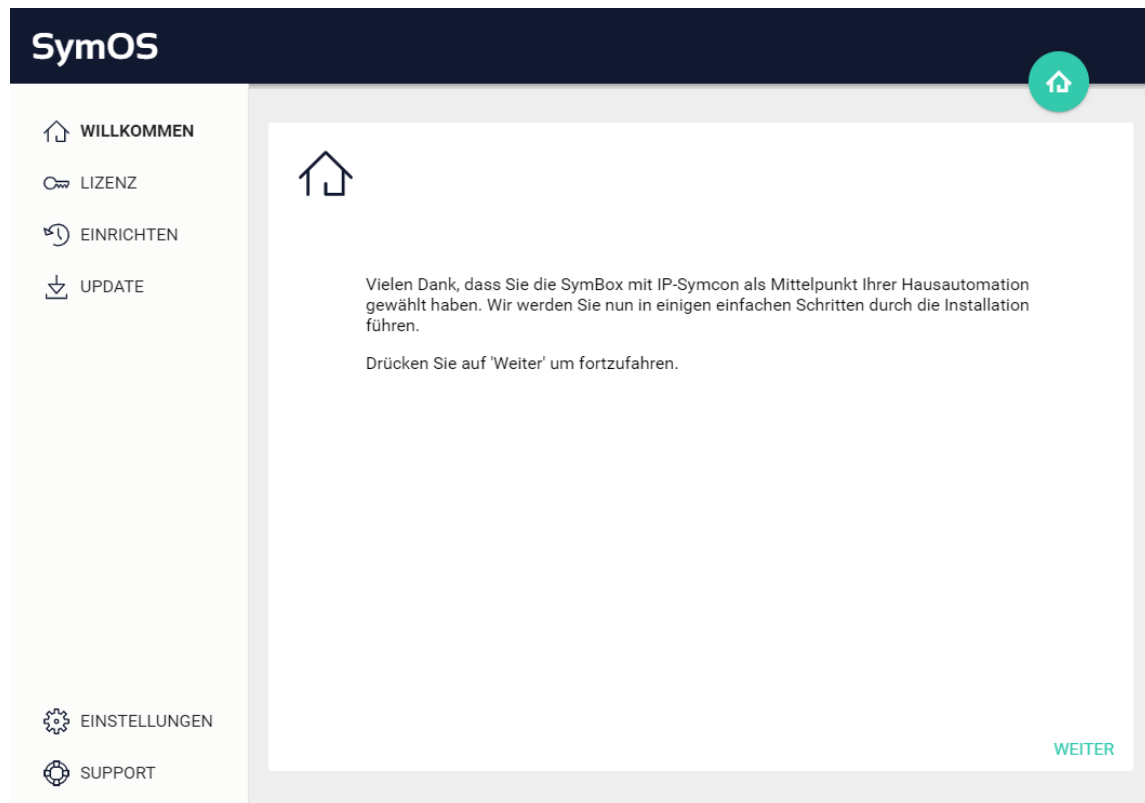 SymOS
WILLKOMMEN
LIZENZ
EINRICHTEN
UPDATE
Vielen Dank, dass Sie die SymBox mit IP-Symcon als Mittelpunkt Ihrer Hausautomation
gewählt haben. Wir werden Sie nun in einigen einfachen Schritten durch die Installation
führen.
Drücken Sie auf 'Weiter' um fortzufahren.
WEITER
EINSTELLUNGEN
SUPPORT